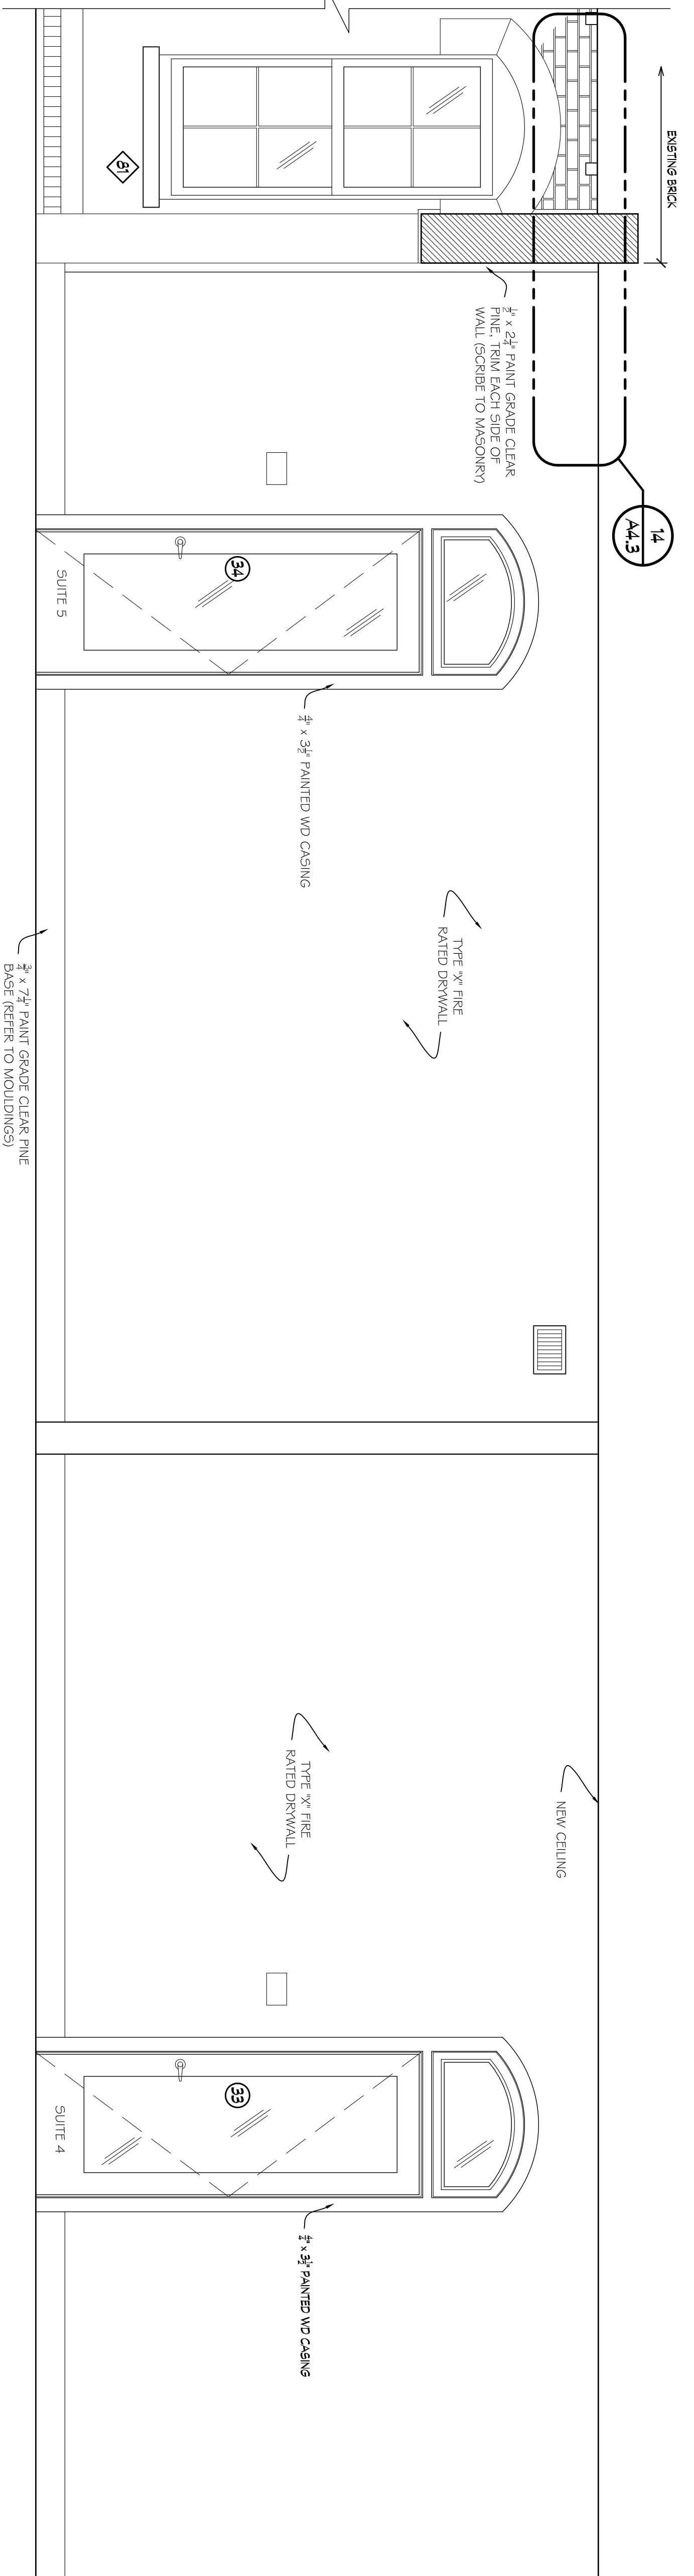 EXISTING BRICK
14
A4.3
81
½" x 2¼" PAINT GRADE CLEAR
PINE, TRIM EACH SIDE OF
WALL (SCRIBE TO MASONRY)
34
SUITE 5
4/4" x 3½" PAINTED WD CASING
TYPE "X" FIRE
RATED DRYWALL
¾" x 7¼" PAINT GRADE CLEAR PINE
BASE (REFER TO MOULDINGS)
TYPE "X" FIRE
RATED DRYWALL
NEW CEILING
33
SUITE 4
4/4" x 3½" PAINTED WD CASING